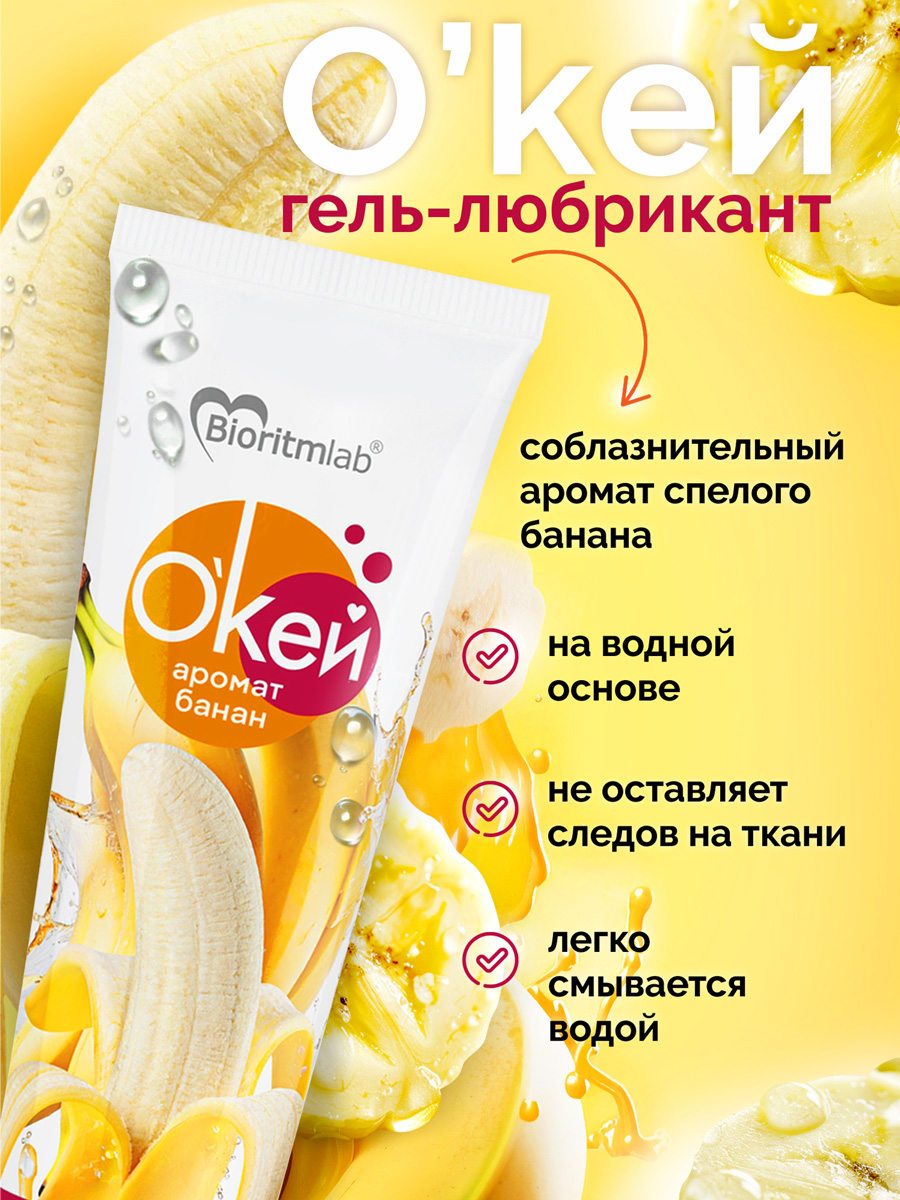 О'кей
гель-любрикант
соблазнительный
аромат спелого
банана
на водной
основе
не оставляет
следов на ткани
легко
смывается
водой
Bioritmlab®
О'кей
аромат
банан